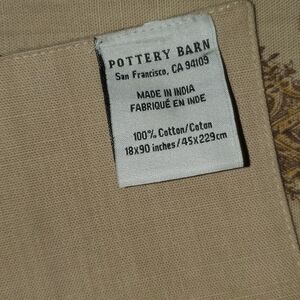 POTTERY BARN
San Francisco, CA 94109
MADE IN INDIA
FABRIQUÉ EN INDE
100% Cotton/Coton
18x90 inches/45x229cm